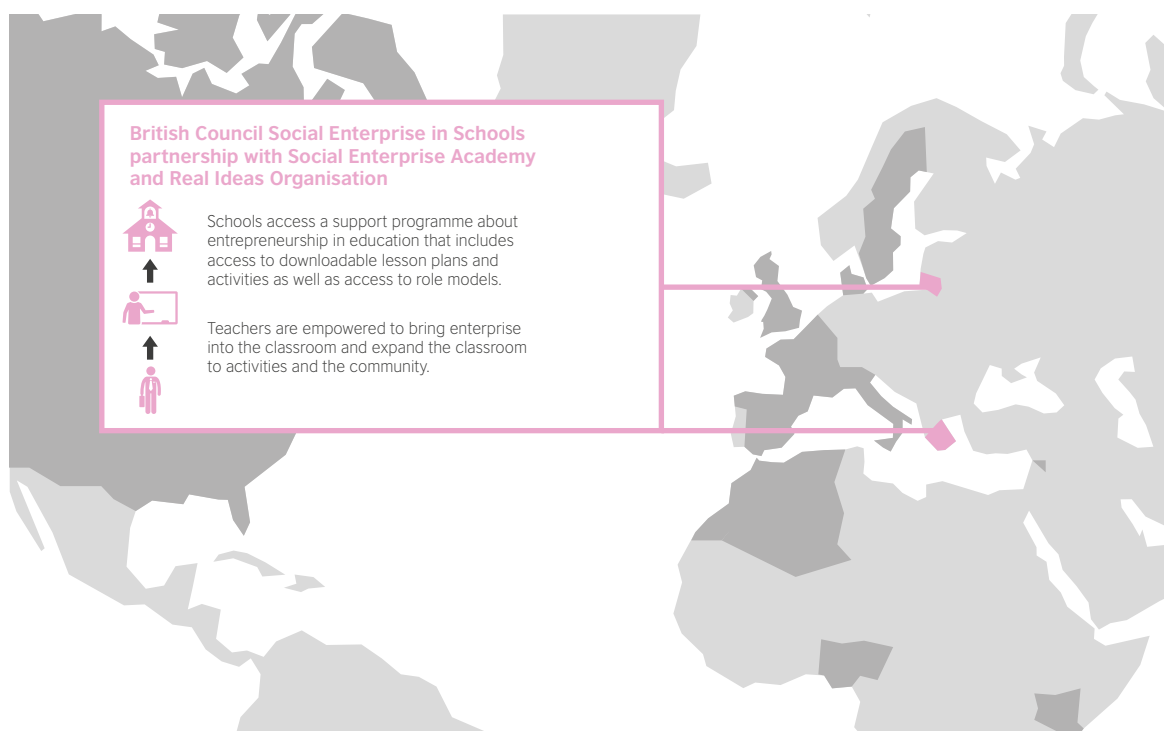 British Council Social Enterprise in Schools
partnership with Social Enterprise Academy
and Real Ideas Organisation
Schools access a support programme about
entrepreneurship in education that includes
access to downloadable lesson plans and
activities as well as access to role models.
Teachers are empowered to bring enterprise
into the classroom and expand the classroom
to activities and the community.